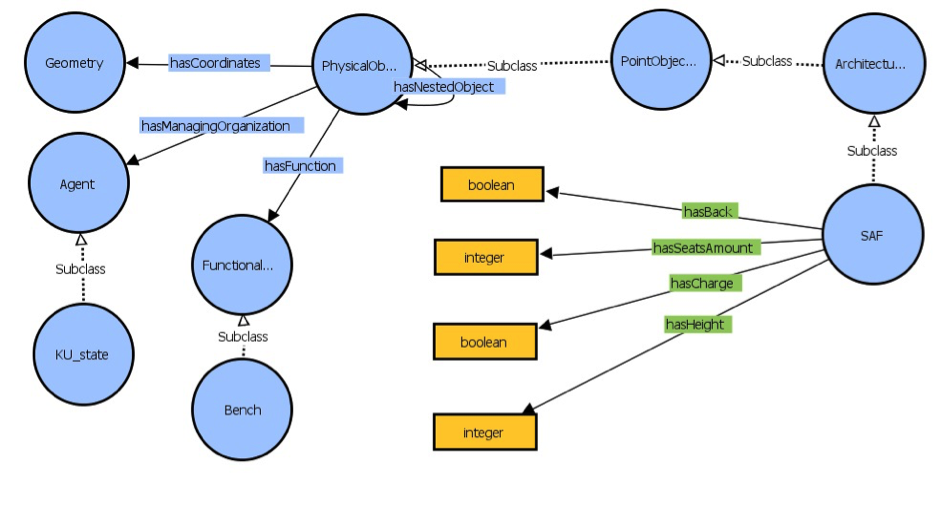 Geometry
hasCoordinates
PhysicalOb...
hasNestedObject
Subclass
PointObjec...
Subclass
Architectu...
hasManagingOrganization
Agent
hasFunction
Subclass
boolean
hasBack
SAF
Subclass
Functional...
integer
hasSeatsAmount
hasCharge
KU_state
Subclass
boolean
hasHeight
Bench
integer